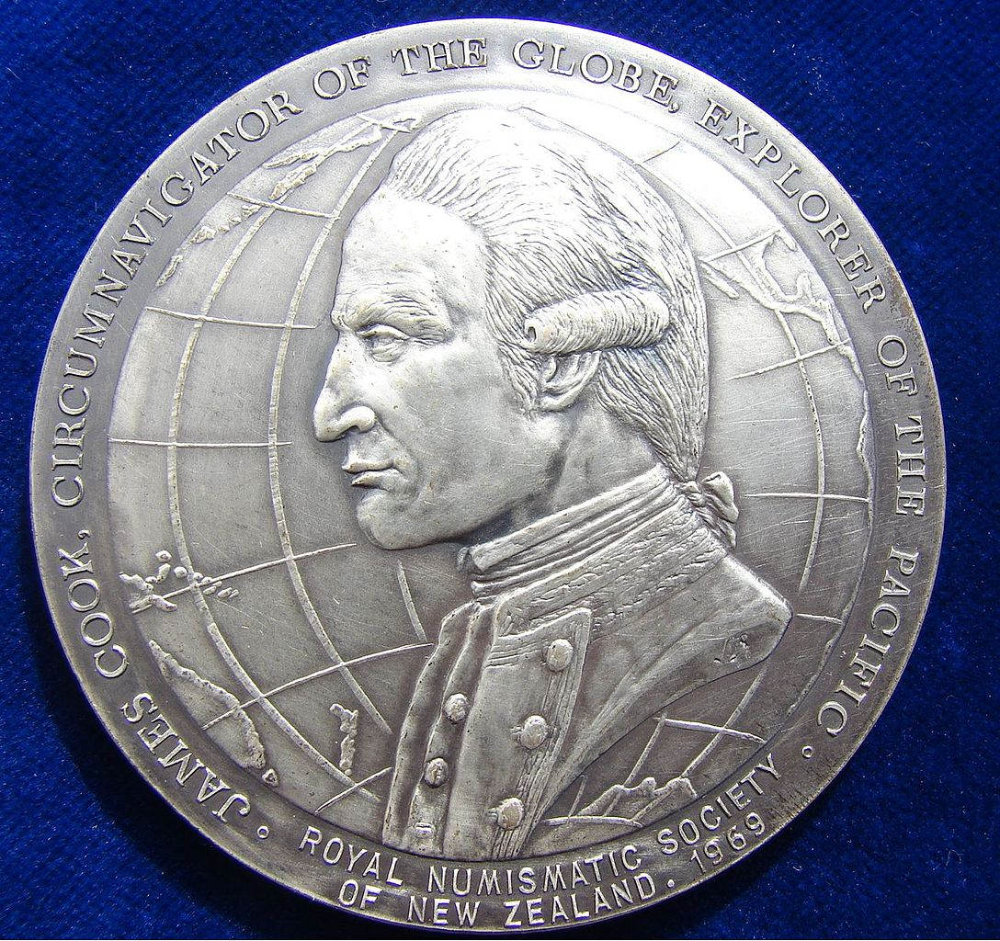 JAMES COOK, CIRCUMNAVIGATOR OF THE GLOBE, EXPLORER OF THE PACIFIC •
ROYAL NUMISMATIC SOCIETY
OF NEW ZEALAND. 1969